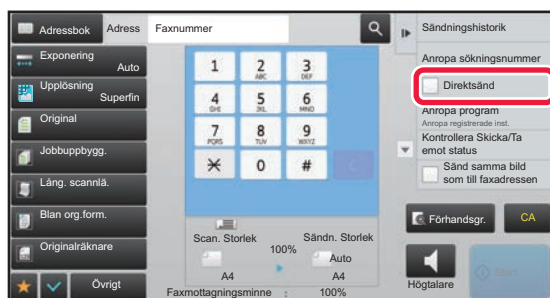 Adressbok
Adress
Faxnummer
Sändningshistorik
Exponering
Auto
Anropa sökningsnummer
Upplösning
Superfin
Direktsänd
Original
Anropa program
Anropa registrerade inst.
Jobbuppbygg.
Kontrollera Skicka/Ta
emot status
Lång. scannlä.
Sänd samma bild
som till faxadressen
Blan org.form.
Originalräknare
Övrigt
1
2
ABC
3
DEF
4
GHI
5
JKL
6
MNO
7
PQRS
8
TUV
9
WXYZ
0
#
C
Scan. Storlek
100%
Sändn. Storlek
Auto
A4
A4
Faxmottagningsminne : 100%
Förhandsgr.
CA
Högtalare
Start